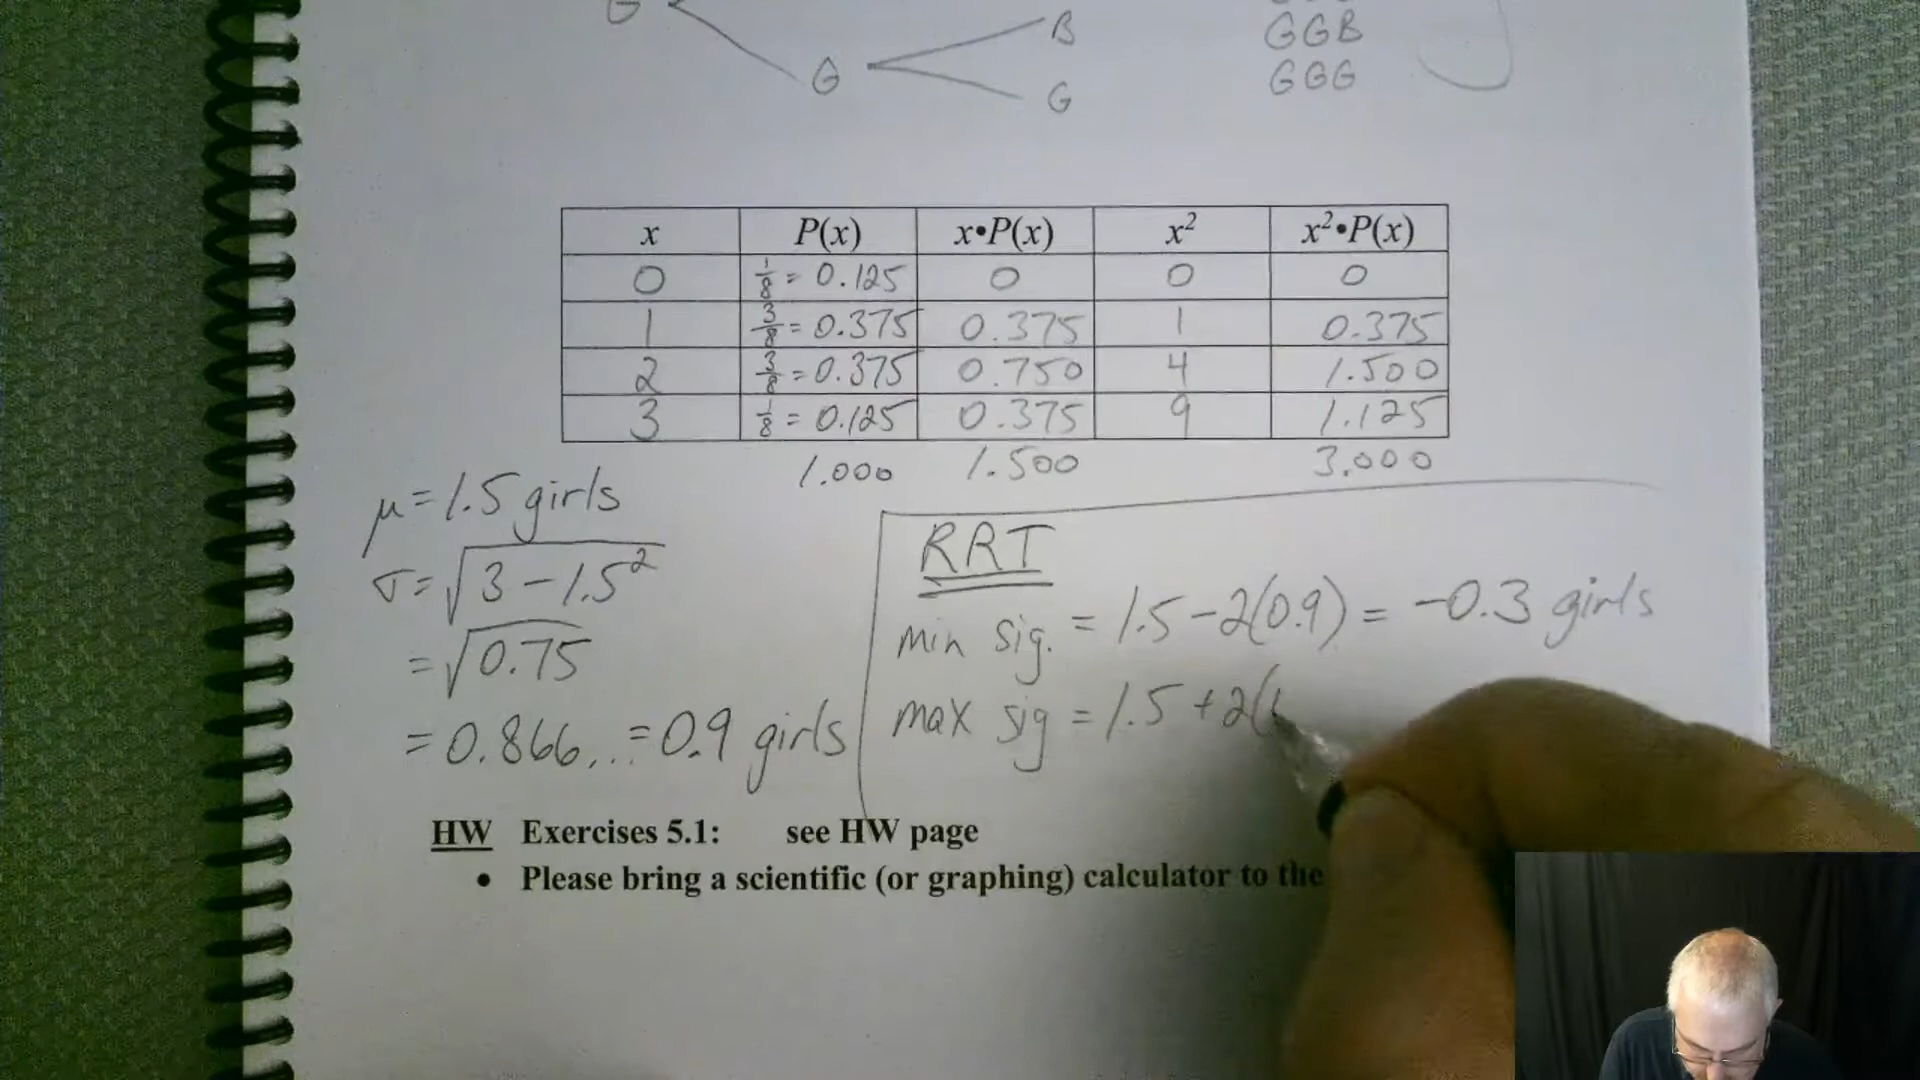 G
B
GGB
G
GGG
G
x P(x) x•P(x) x² x²•P(x)
0 1/8 = 0.125 0 0 0
1 3/8 = 0.375 0.375 1 0.375
2 3/8 = 0.375 0.750 4 1.500
3 1/8 = 0.125 0.375 9 1.125
1.000 1.500 3.000
μ = 1.5 girls
σ = √3 - 1.5²
= √0.75
= 0.866... = 0.9 girls
RRT
min sig. = 1.5 - 2(0.9) = -0.3 girls
max sig = 1.5 + 2(
HW Exercises 5.1: see HW page
• Please bring a scientific (or graphing) calculator to the